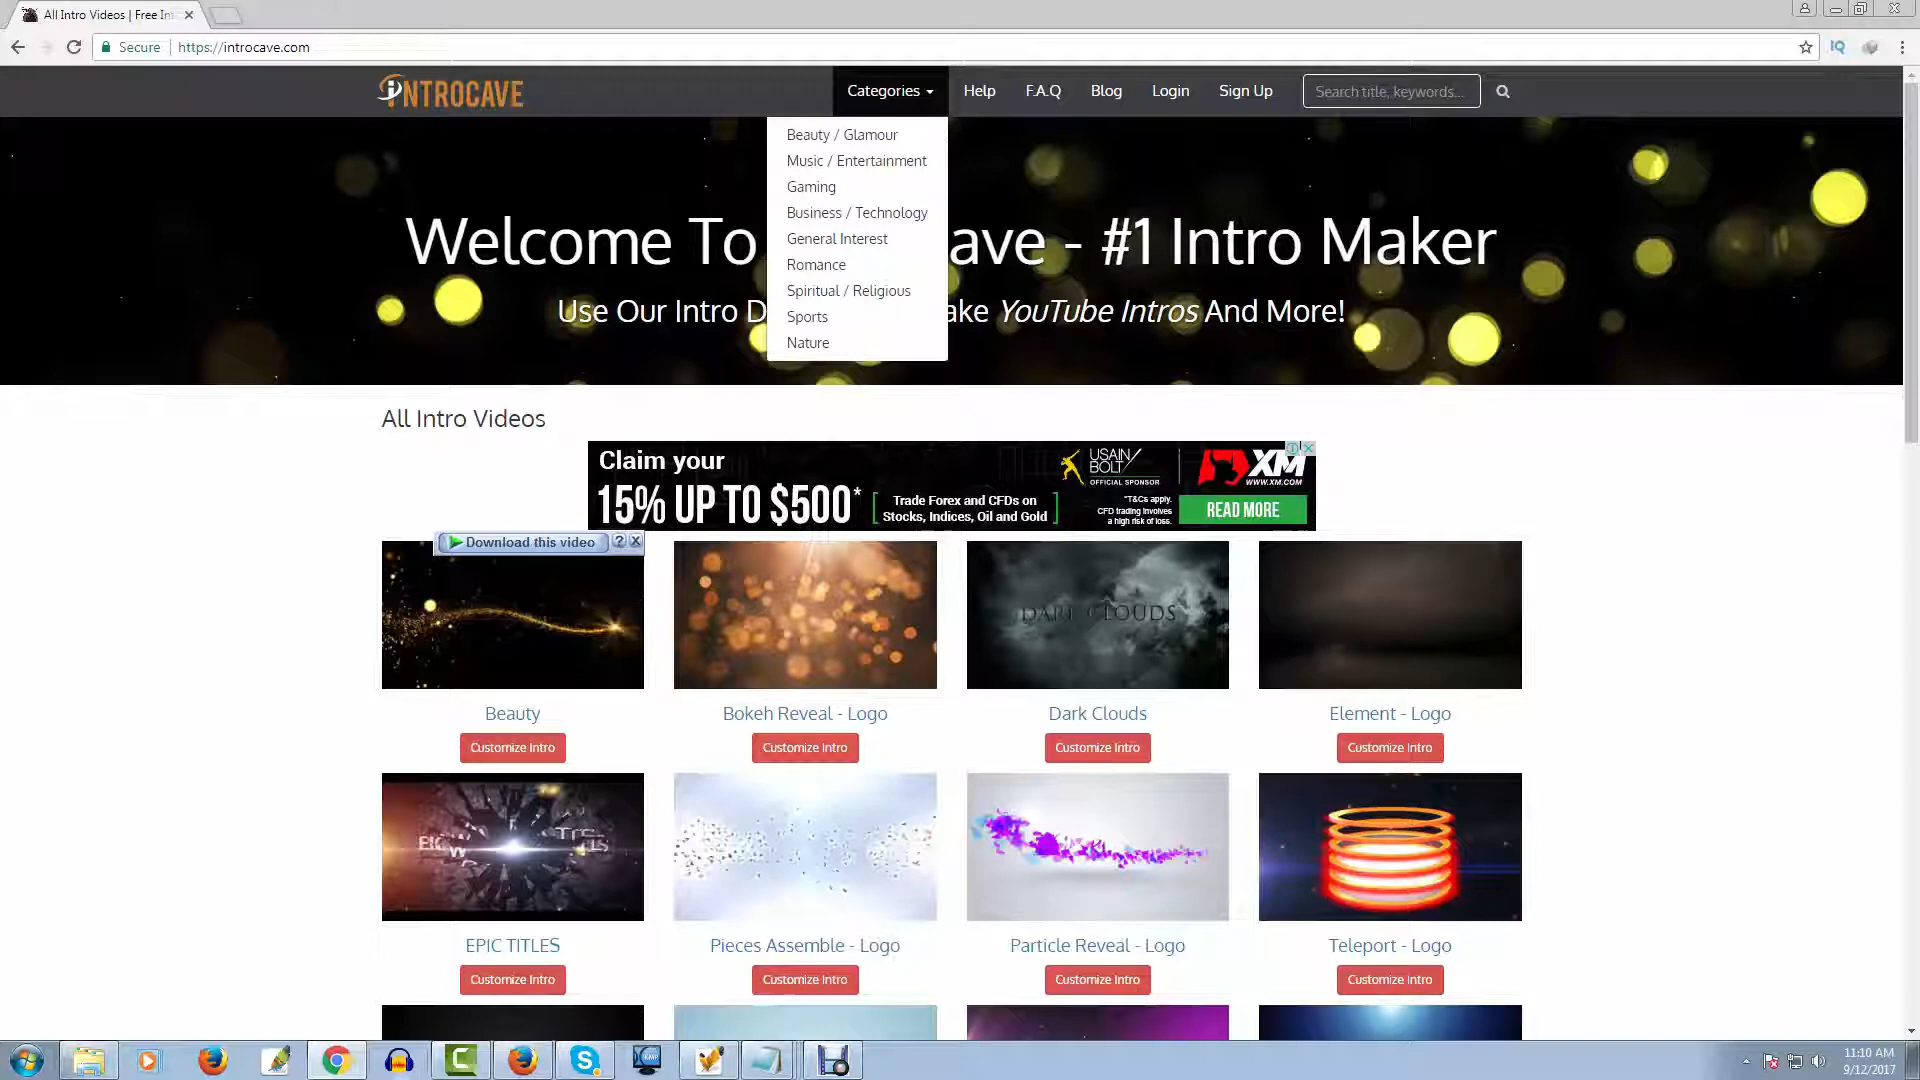 All Intro Videos | Free In
Secure
https://introcave.com
IQ
iNTROCAVE
Categories
Help
F.A.Q
Blog
Login
Sign Up
Search title, keywords...
Beauty / Glamour
Music / Entertainment
Gaming
Business / Technology
General Interest
Romance
Spiritual / Religious
Sports
Nature
Welcome To ave - #1 Intro Maker
Use Our Intro D ake YouTube Intros And More!
All Intro Videos
Claim your
15% UP TO $500*
Trade Forex and CFDs on
Stocks, Indices, Oil and Gold
USAIN
BOLT
OFFICIAL SPONSOR
XM
WWW.XM.COM
*T&Cs apply.
CFD trading involves
a high risk of loss.
READ MORE
Download this video
?
DARK CLOUDS
Beauty
Bokeh Reveal - Logo
Dark Clouds
Element - Logo
Customize Intro
Customize Intro
Customize Intro
Customize Intro
EPIC TITLES
Pieces Assemble - Logo
Particle Reveal - Logo
Teleport - Logo
Customize Intro
Customize Intro
Customize Intro
Customize Intro
KMP
11:10 AM
9/12/2017